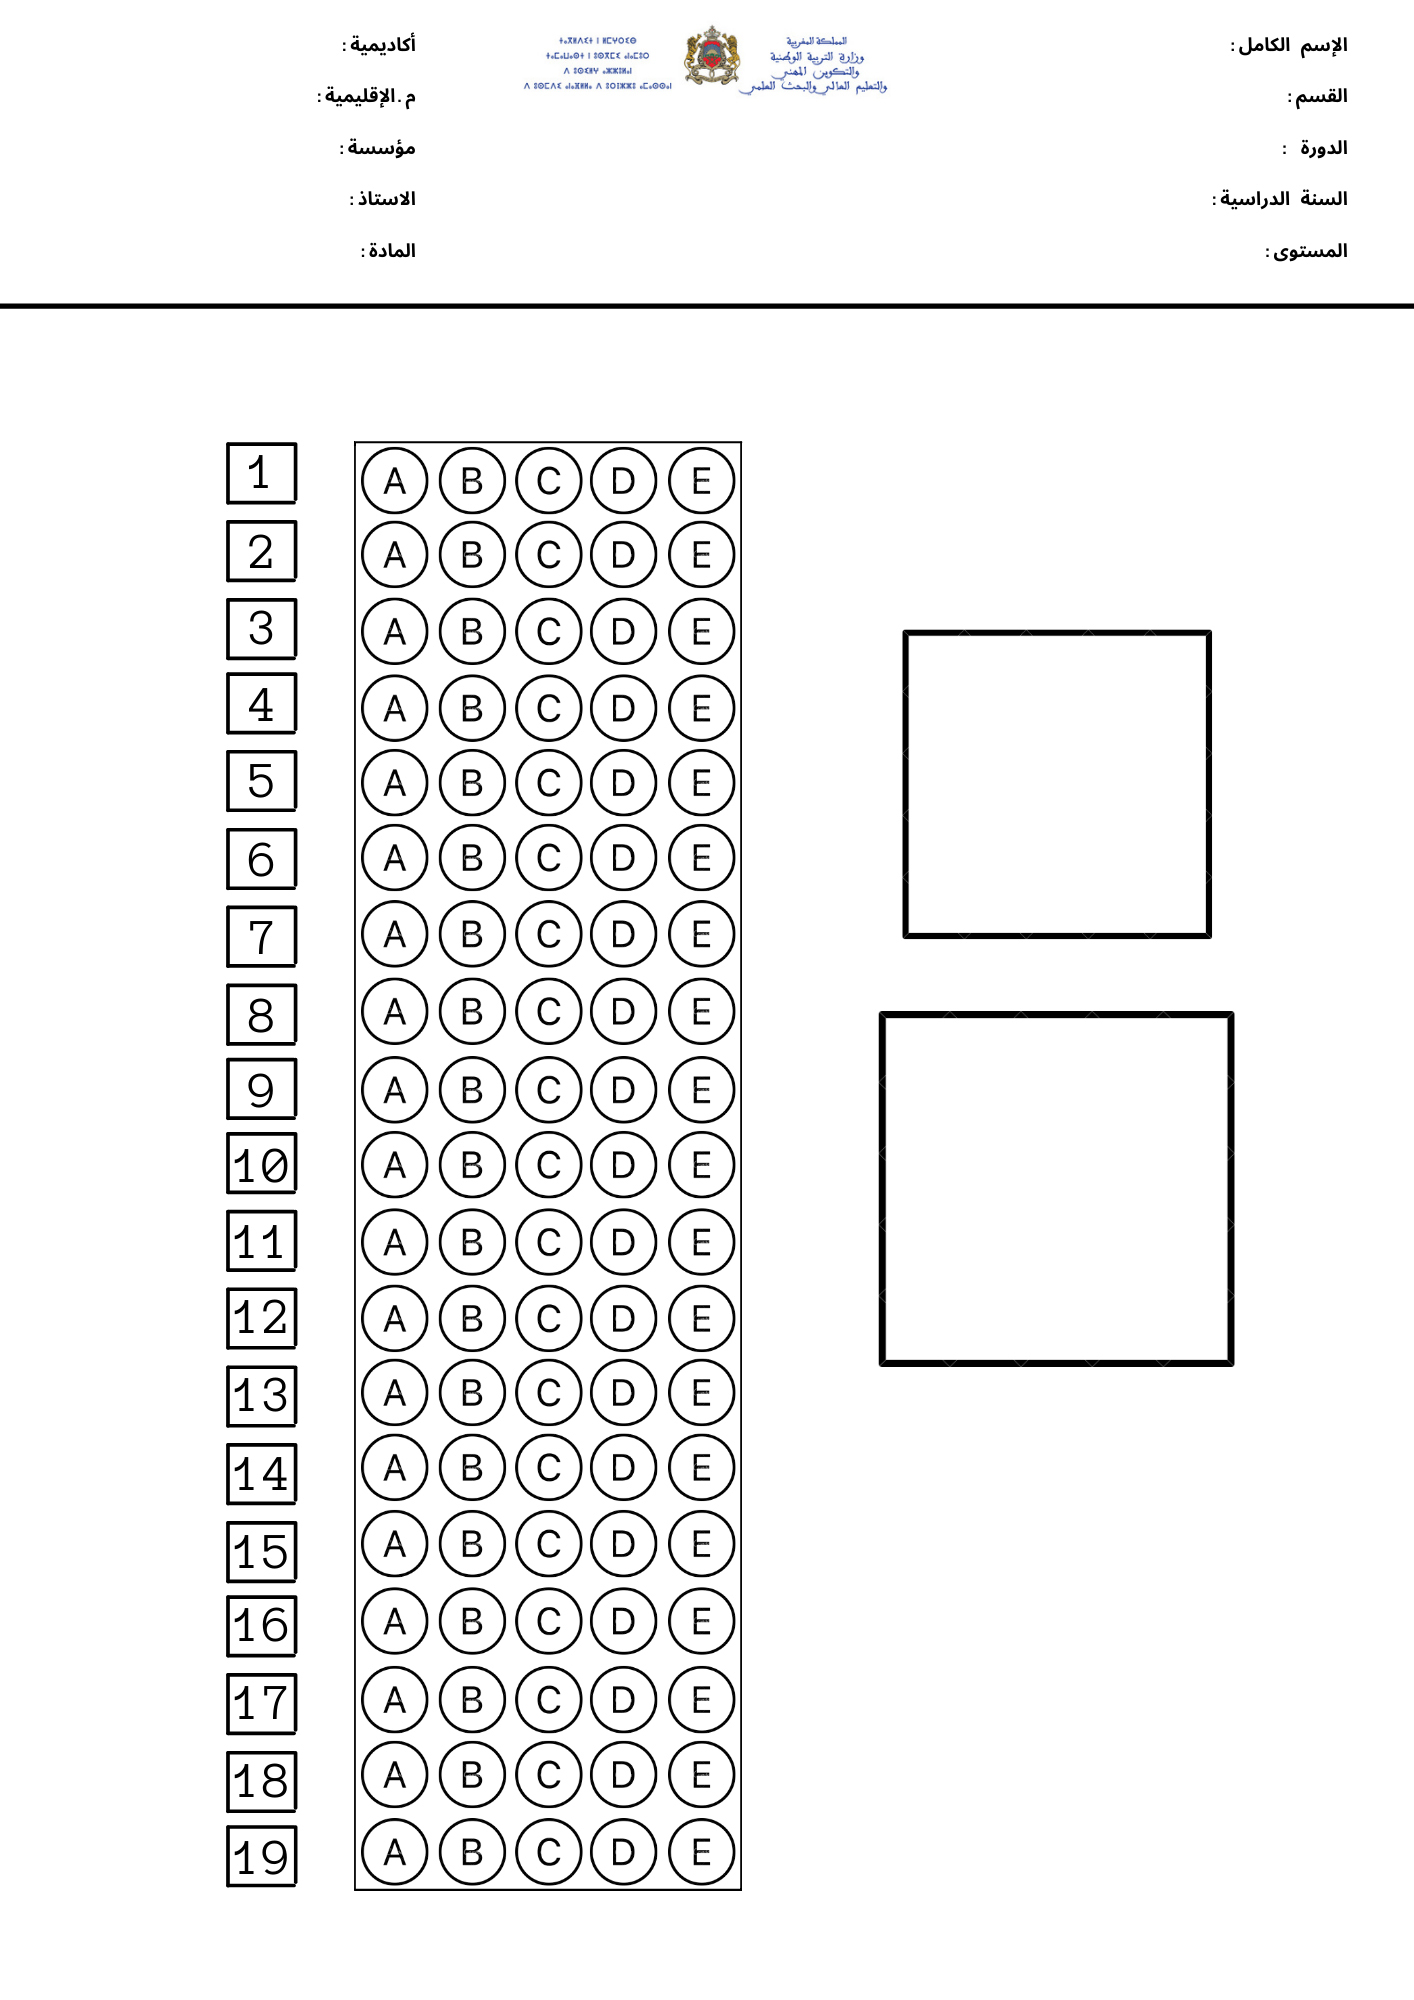 الإسم الكامل :
القسم :
الدورة :
السنة الدراسية :
المستوى :
المملكة المغربية
وزارة التربية الوطنية
والتكوين المهني
والتعليم العالي والبحث العلمي
أكاديمية :
م.الإقليمية :
مؤسسة :
الاستاذ :
المادة :
1 A B C D E
2 A B C D E
3 A B C D E
4 A B C D E
5 A B C D E
6 A B C D E
7 A B C D E
8 A B C D E
9 A B C D E
10 A B C D E
11 A B C D E
12 A B C D E
13 A B C D E
14 A B C D E
15 A B C D E
16 A B C D E
17 A B C D E
18 A B C D E
19 A B C D E